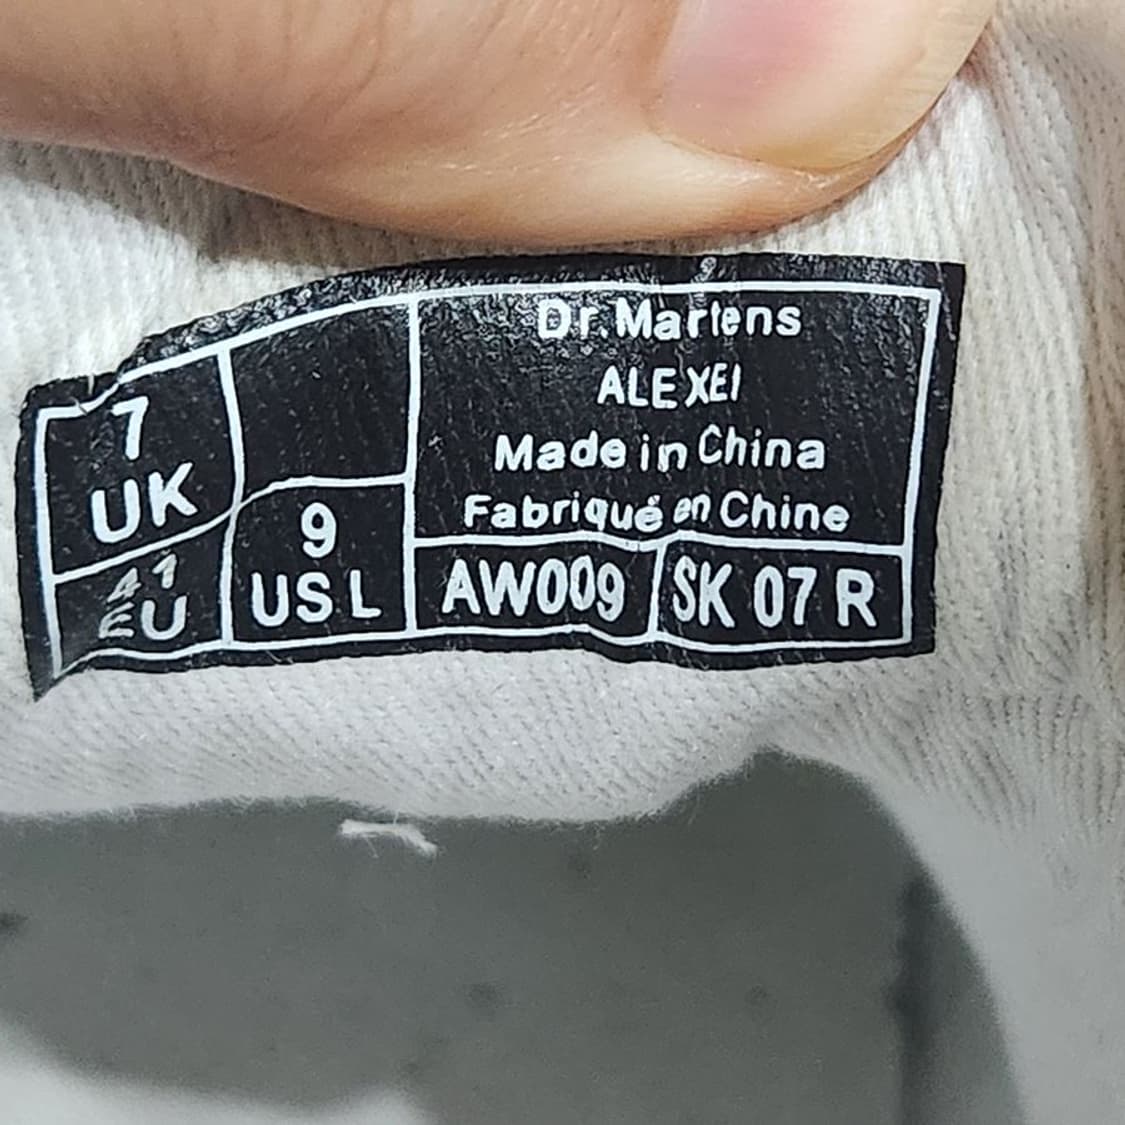 7
UK
41
EU
9
US L
Dr. Martens
ALEXEI
Made in China
Fabriqué en Chine
AW009
SK 07 R